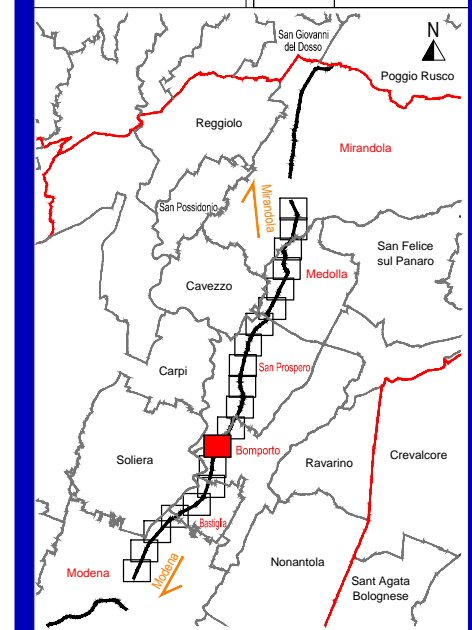 San Giovanni
del Dosso
N
Poggio Rusco
Reggiolo
Mirandola
San Possidonio
Mirandola
San Felice
sul Panaro
Medolla
Cavezzo
San Prospero
Carpi
Bomporto
Crevalcore
Soliera
Ravarino
Bastiglia
Nonantola
Modena
Modena
Sant Agata
Bolognese